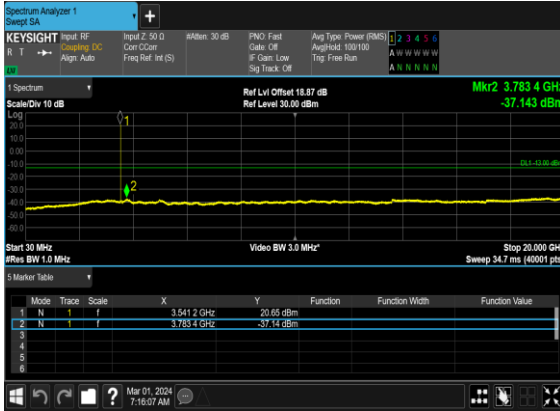 Spectrum Analyzer 1
Swept SA
+
KEYSIGHT Input: RF Input Z: 50 Ω #Atten: 30 dB PNO: Fast Avg Type: Power (RMS) 1 2 3 4 5 6
R T Coupling: DC Corr CCorr Gate: Off Avg|Hold: 100/100 A W W W W W
Align: Auto Freq Ref: Int (S) IF Gain: Low Trig: Free Run
Sig Track: Off A N N N N N
1 Spectrum Ref Lvl Offset 18.87 dB Mkr2 3.783 4 GHz
Scale/Div 10 dB Ref Level 30.00 dBm -37.143 dBm
Log
20.0
10.0
0.00
-10.0 DL1 -13.00 dBm
-20.0
-30.0
-40.0
-50.0
-60.0
1
2
Start 30 MHz Video BW 3.0 MHz* Stop 20.000 GH
#Res BW 1.0 MHz Sweep 34.7 ms (40001 pts
5 Marker Table
Mode Trace Scale X Y Function Function Width Function Value
1 N 1 f 3.541 2 GHz 20.65 dBm
2 N 1 f 3.783 4 GHz -37.14 dBm
3
4
5
6
? Mar 01, 2024
7:16:07 AM